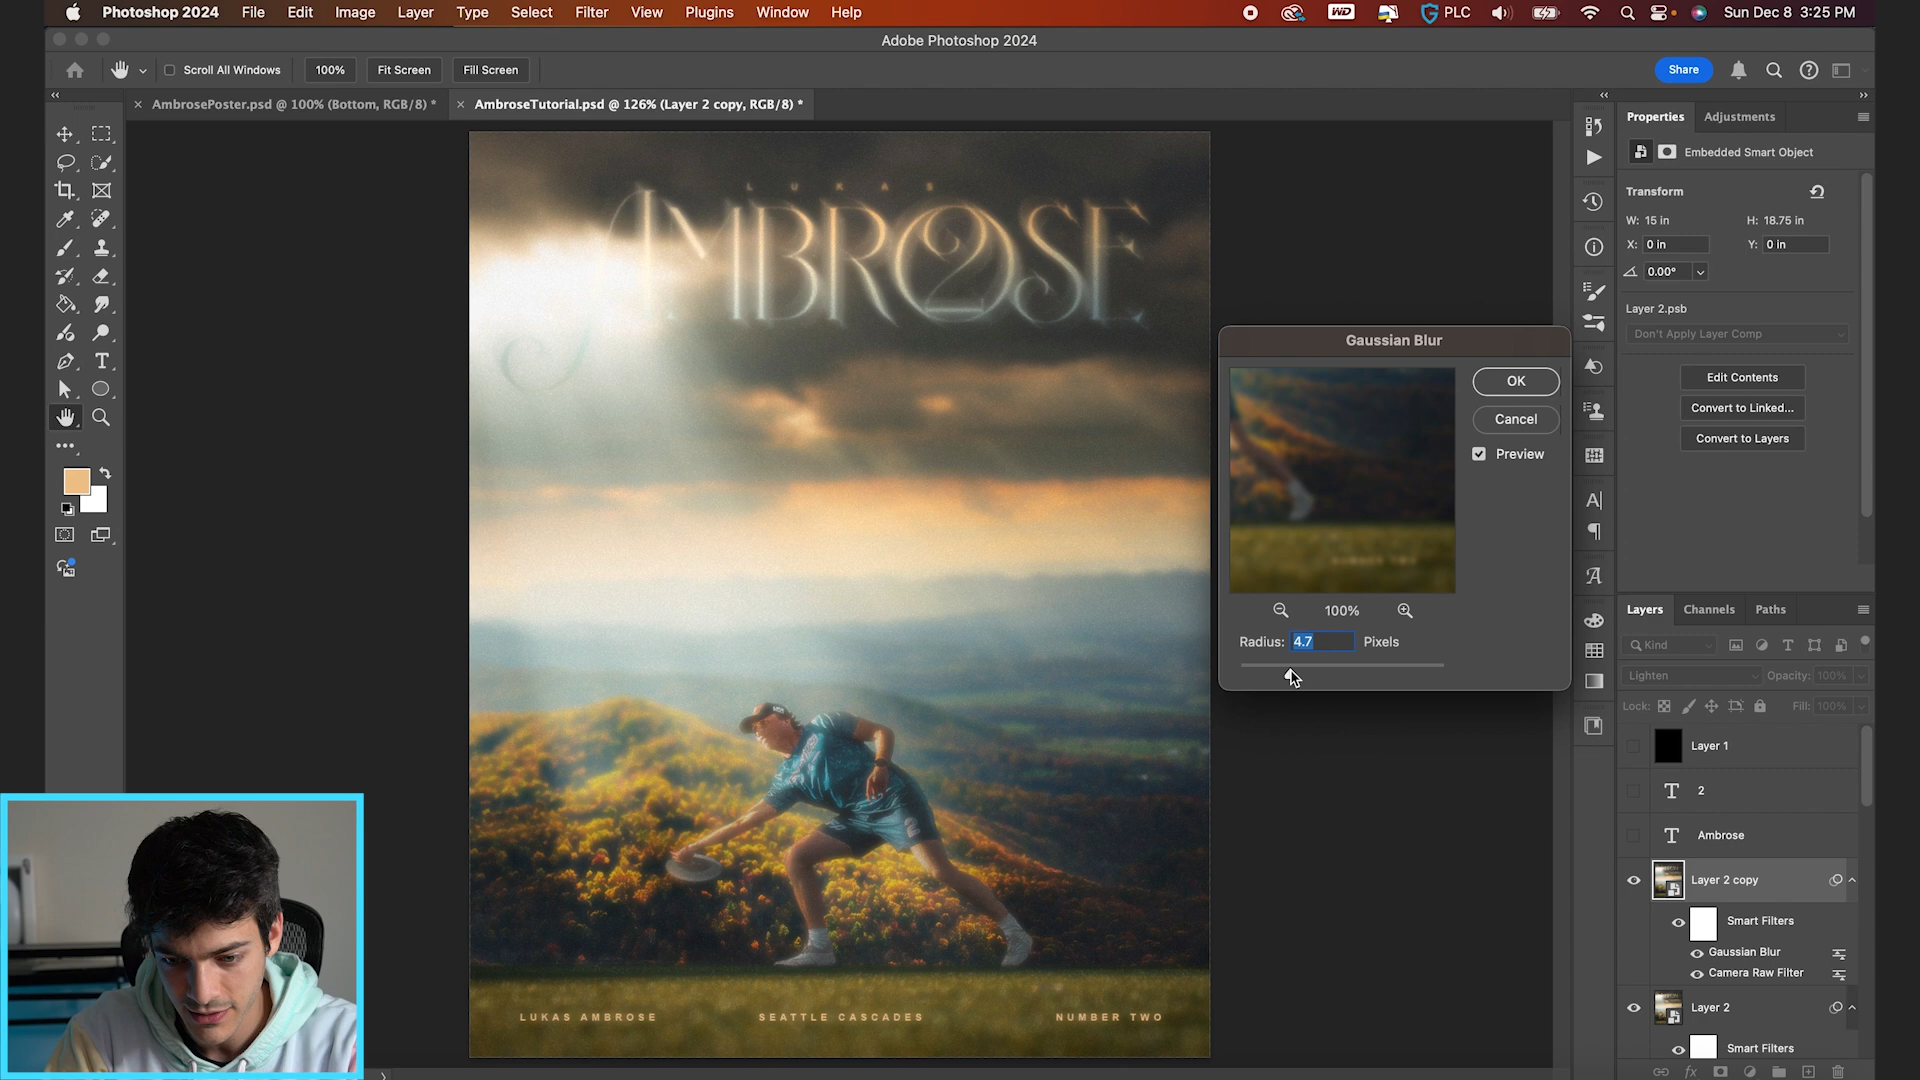 Photoshop 2024 File Edit Image Layer Type Select Filter View Plugins Window Help
WD PLC Sun Dec 8 3:25 PM
Adobe Photoshop 2024
Scroll All Windows 100% Fit Screen Fill Screen Share
AmbrosePoster.psd @ 100% (Bottom, RGB/8) * AmbroseTutorial.psd @ 126% (Layer 2 copy, RGB/8) *
LUKAS
AMBROSE
2
LUKAS AMBROSE SEATTLE CASCADES NUMBER TWO
Gaussian Blur
OK
Cancel
Preview
NUMBER TWO
100%
Radius: 4.7 Pixels
Properties Adjustments
Embedded Smart Object
Transform
W: 15 in H: 18.75 in
X: 0 in Y: 0 in
0.00°
Layer 2.psb
Don't Apply Layer Comp
Edit Contents
Convert to Linked...
Convert to Layers
Layers Channels Paths
Kind
Lighten Opacity: 100%
Lock: Fill: 100%
Layer 1
T 2
T Ambrose
Layer 2 copy
Smart Filters
Gaussian Blur
Camera Raw Filter
Layer 2
Smart Filters
fx